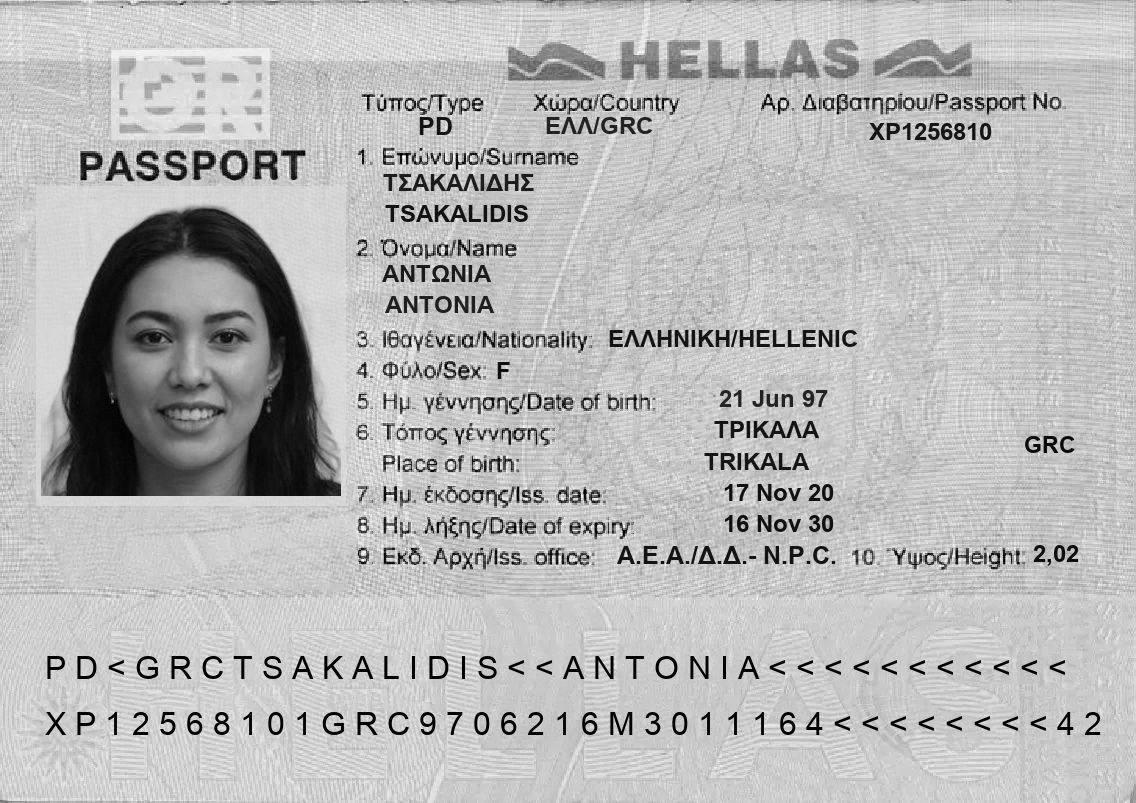 GR
HELLAS
PASSPORT
Τύπος/Type Χώρα/Country Αρ. Διαβατηρίου/Passport No.
PD ΕΛΛ/GRC XP1256810
1. Επώνυμο/Surname
ΤΣΑΚΑΛΙΔΗΣ
TSAKALIDIS
2. Όνομα/Name
ΑΝΤΩΝΙΑ
ANTONIA
3. Ιθαγένεια/Nationality: ΕΛΛΗΝΙΚΗ/HELLENIC
4. Φύλο/Sex: F
5. Ημ. γέννησης/Date of birth: 21 Jun 97
6. Τόπος γέννησης: ΤΡΙΚΑΛΑ
GRC
Place of birth: TRIKALA
7. Ημ. έκδοσης/Iss. date: 17 Nov 20
8. Ημ. λήξης/Date of expiry: 16 Nov 30
9 Εκδ. Αρχή/Iss. office: Α.Ε.Α./Δ.Δ.- N.P.C. 10. Ύψος/Height: 2,02
HELLAS
PD<GRCTSAKALIDIS<<ANTONIA<<<<<<<<<<<
XP12568101GRC9706216M3011164<<<<<<<<42